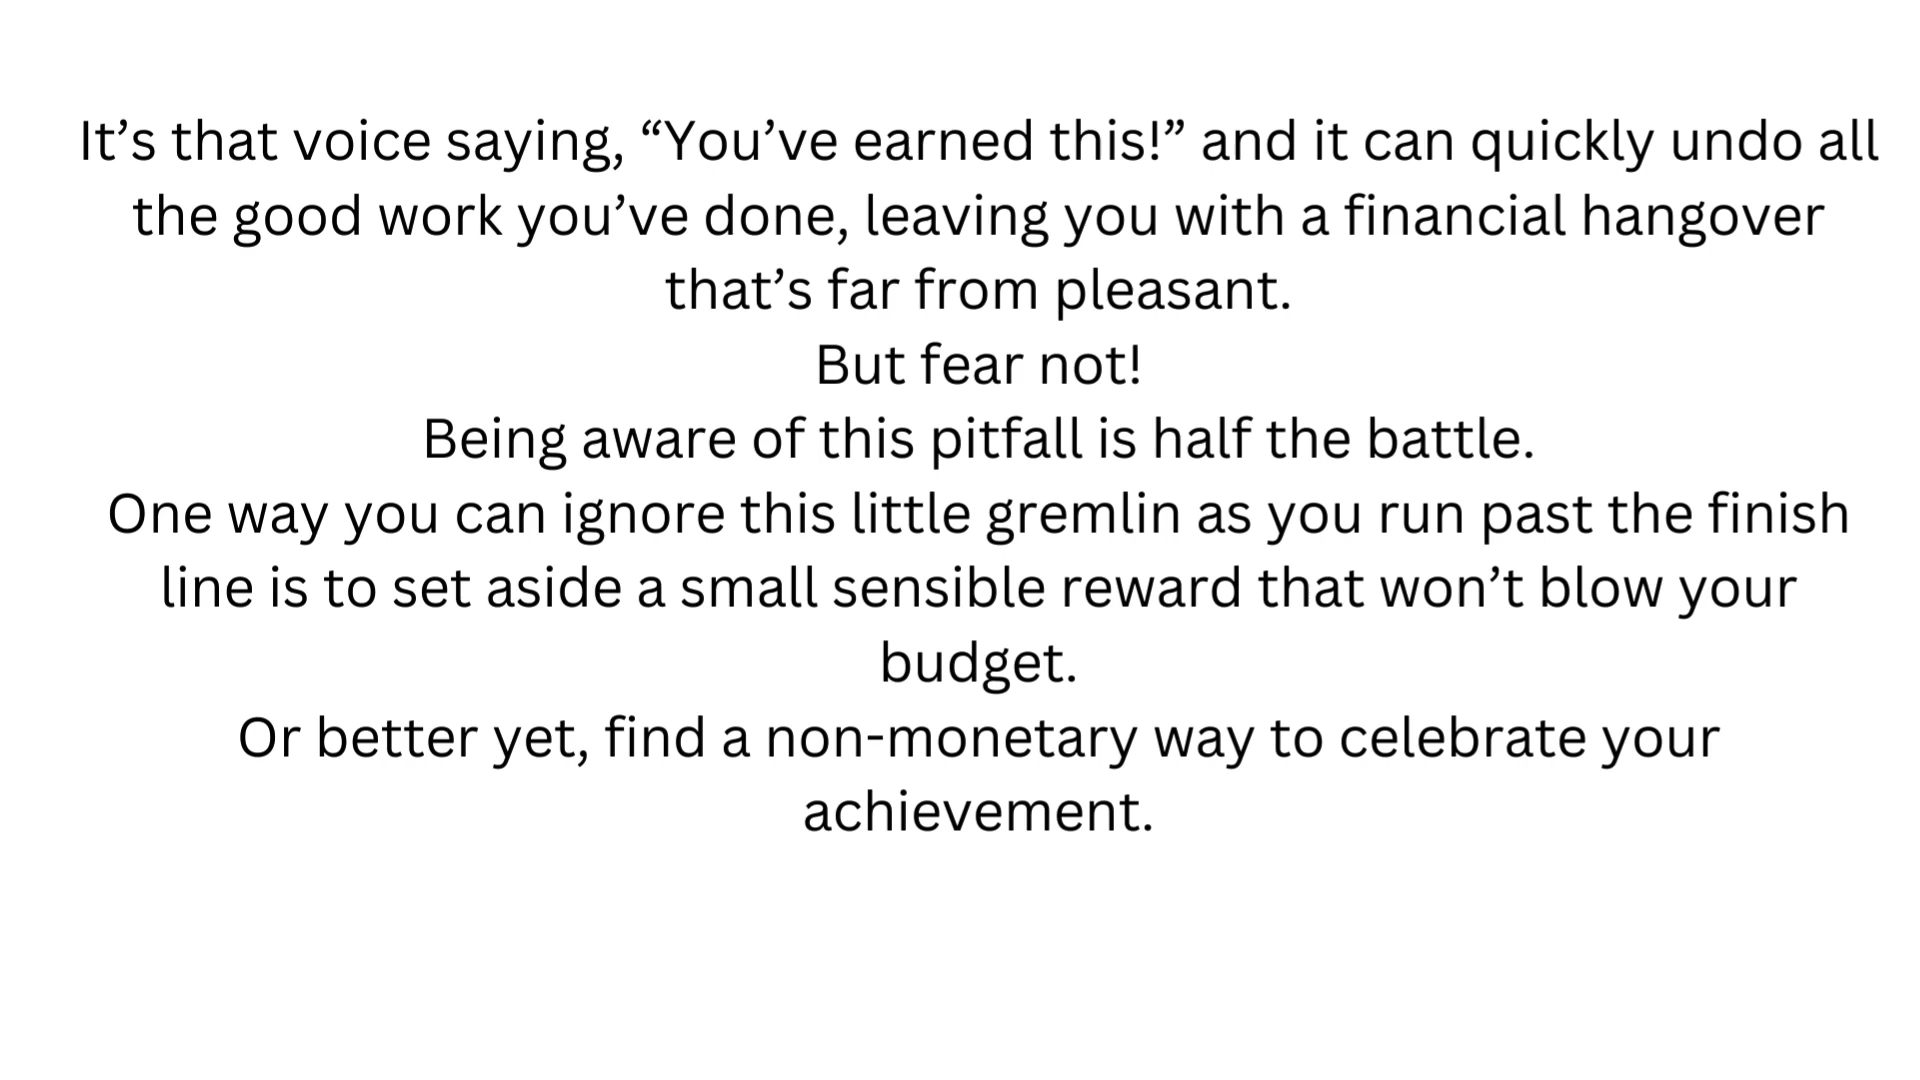 It’s that voice saying, “You’ve earned this!” and it can quickly undo all
the good work you’ve done, leaving you with a financial hangover
that’s far from pleasant.
But fear not!
Being aware of this pitfall is half the battle.
One way you can ignore this little gremlin as you run past the finish
line is to set aside a small sensible reward that won’t blow your
budget.
Or better yet, find a non-monetary way to celebrate your
achievement.